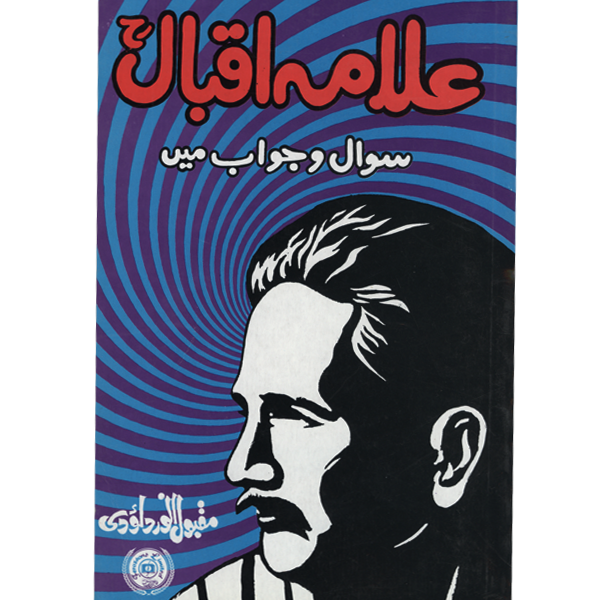 علامہ اقبالؒ
سوال و جواب میں
مقبول انور داؤدی